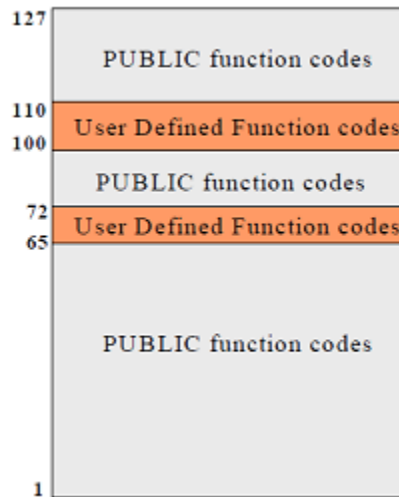 127
PUBLIC function codes
110
User Defined Function codes
100
PUBLIC function codes
72
User Defined Function codes
65
PUBLIC function codes
1